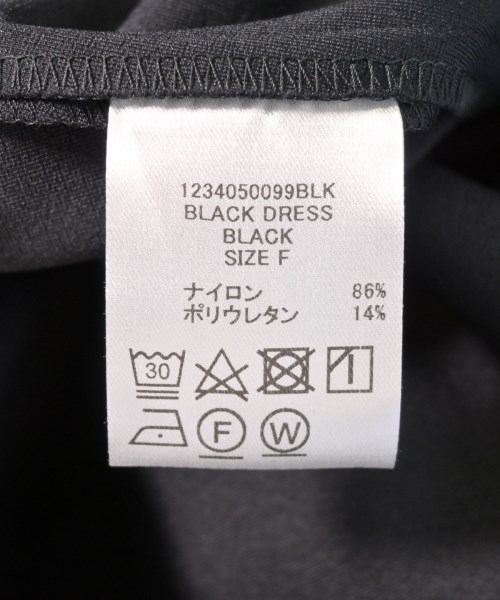 1234050099BLK
BLACK DRESS
BLACK
SIZE F
ナイロン 86%
ポリウレタン 14%
30
F W